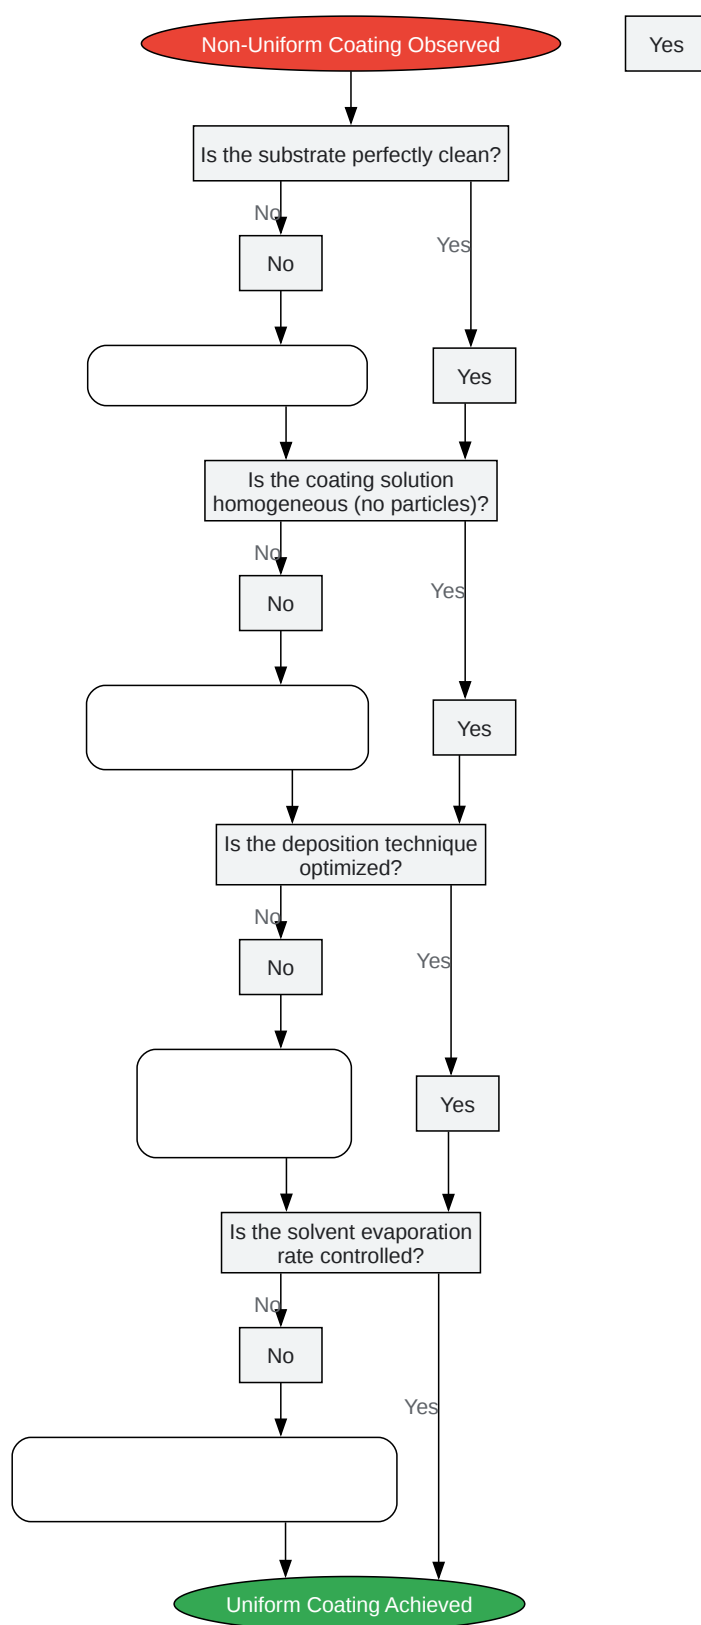 Non-Uniform Coating Observed
Yes
Is the substrate perfectly clean?
No
Yes
No
Yes
Is the coating solution
homogeneous (no particles)?
No
Yes
No
Yes
Is the deposition technique
optimized?
No
Yes
No
Yes
Is the solvent evaporation
rate controlled?
No
No
Yes
Uniform Coating Achieved